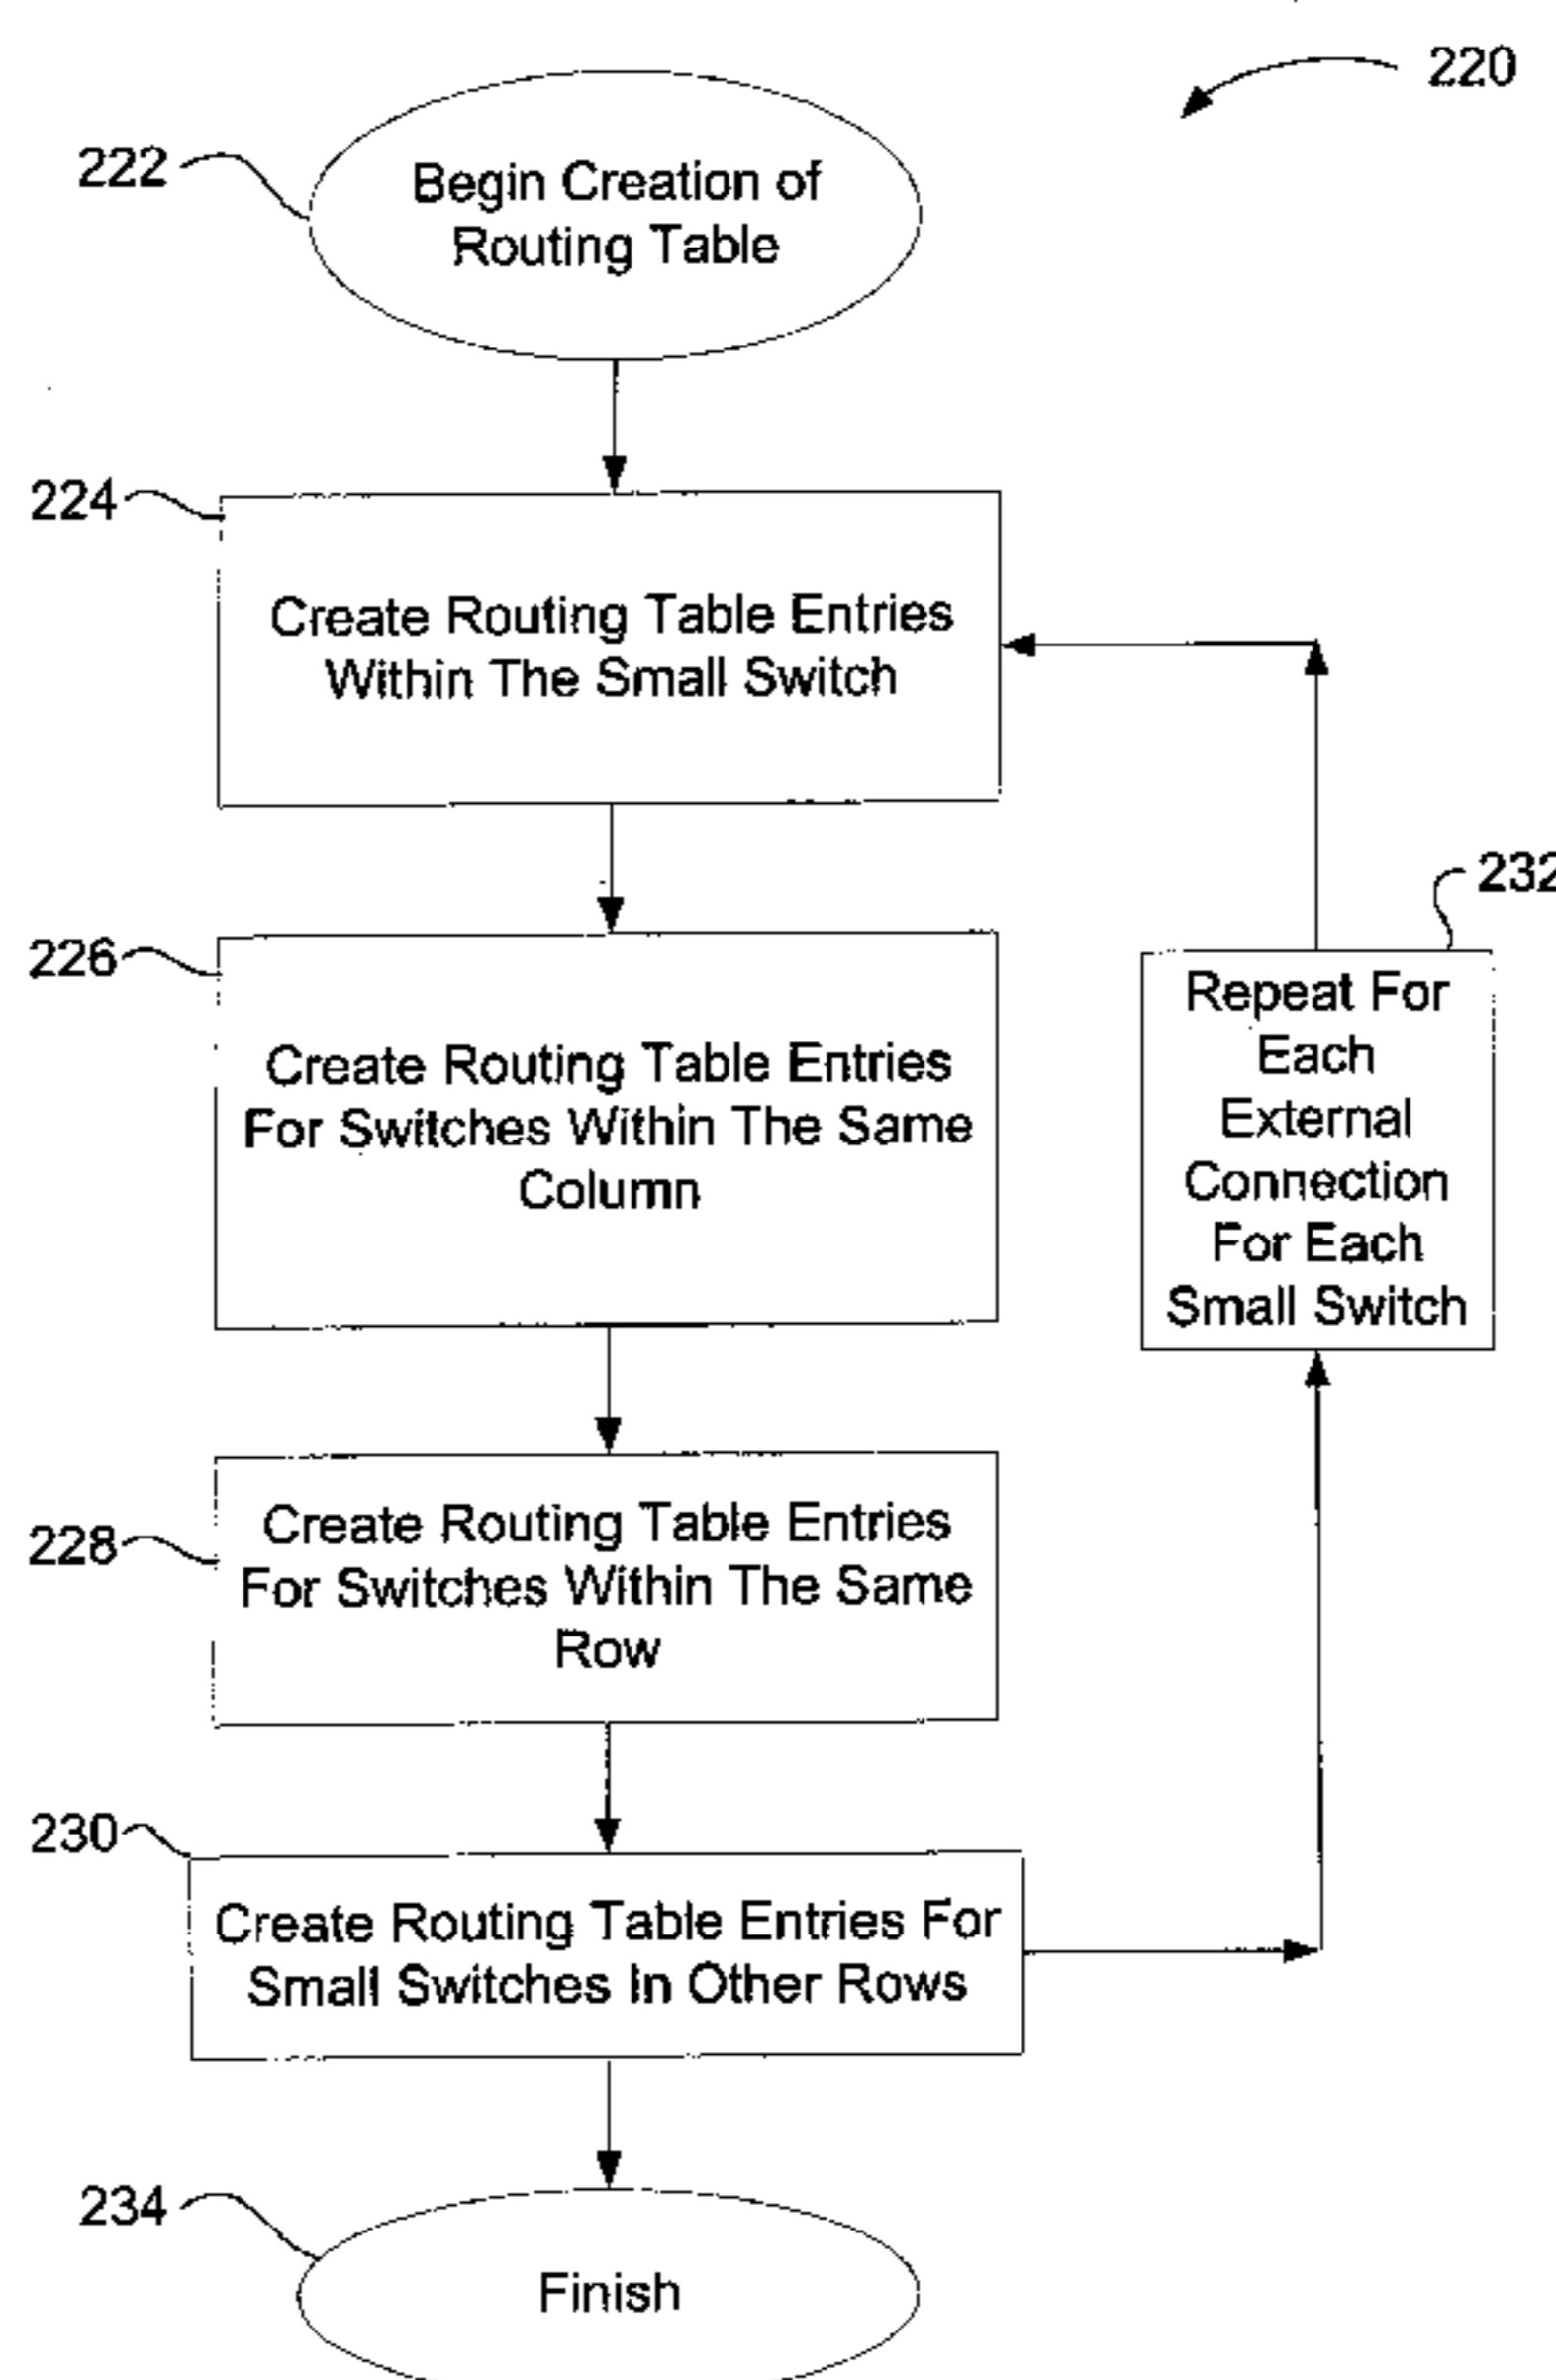 220
222
Begin Creation of
Routing Table
224
Create Routing Table Entries
Within The Small Switch
232
226
Create Routing Table Entries
For Switches Within The Same
Column
Repeat For
Each
External
Connection
For Each
Small Switch
228
Create Routing Table Entries
For Switches Within The Same
Row
230
Create Routing Table Entries For
Small Switches In Other Rows
234
Finish